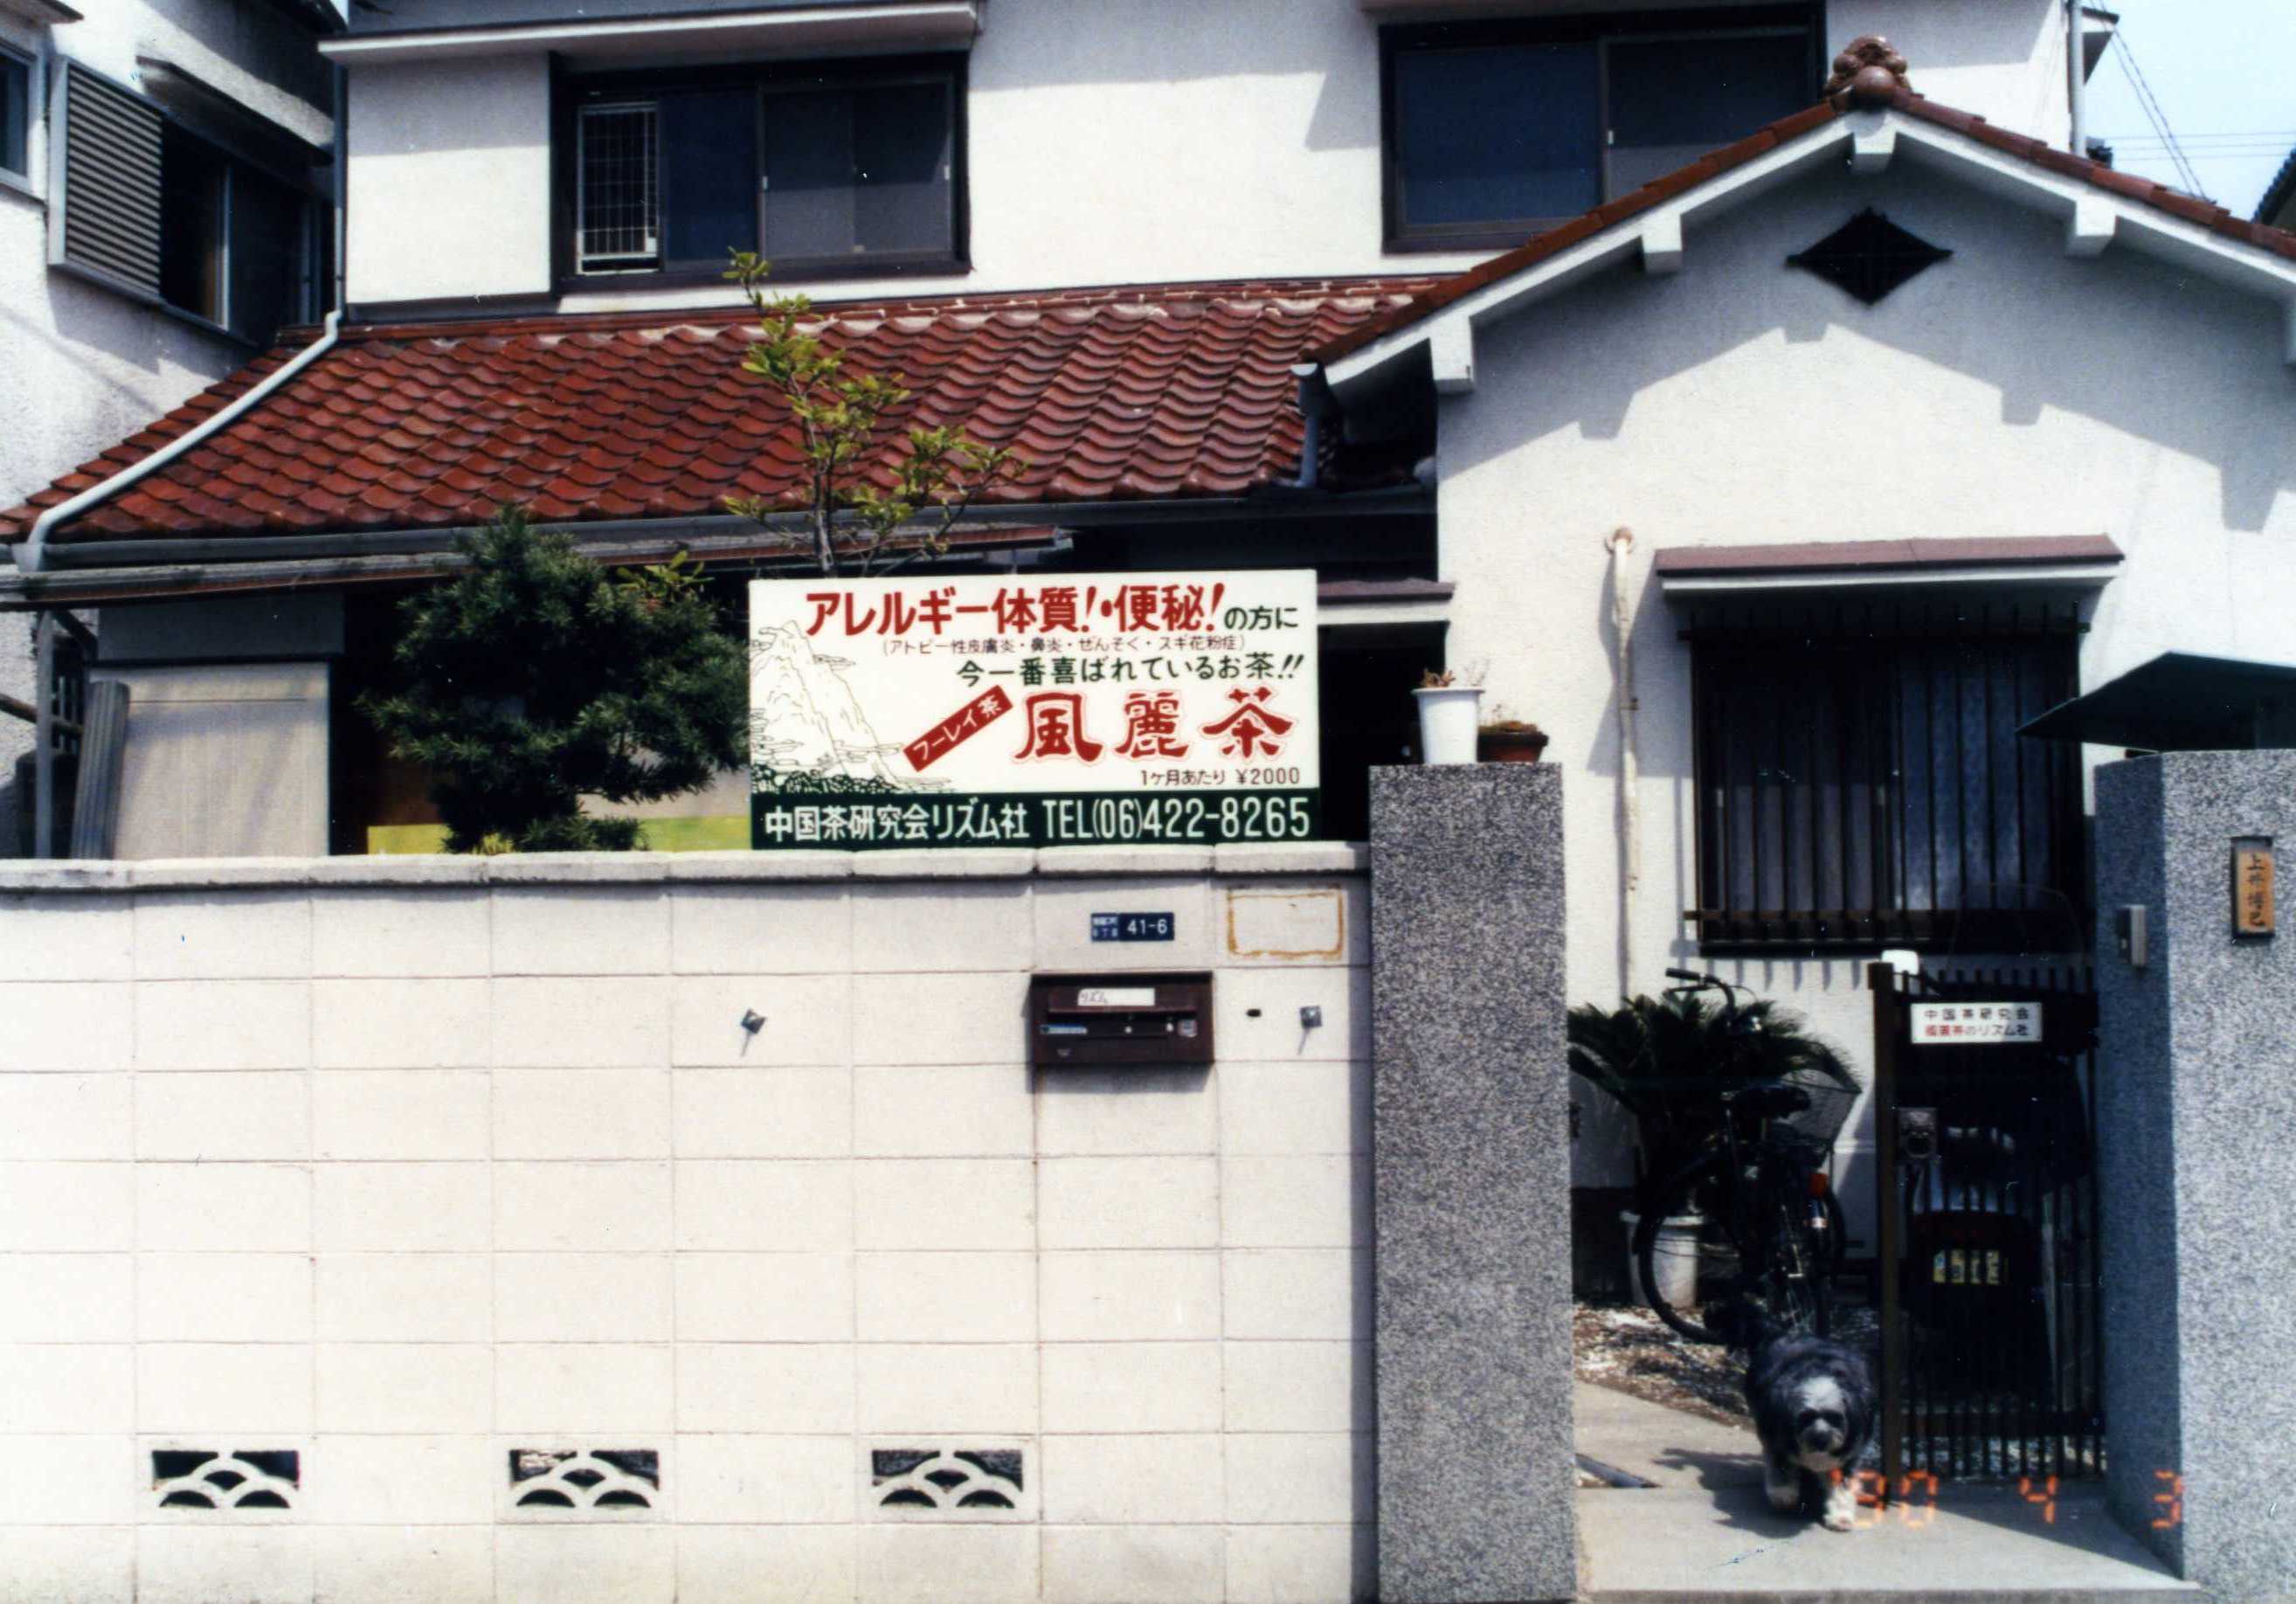 アレルギー体質!・便秘!の方に
(アトピー性皮膚炎・鼻炎・ぜんそく・スギ花粉症)
今一番喜ばれているお茶!!
フーレイ茶
風麗茶
1ケ月あたり ¥2000
中国茶研究会リズム社 TEL(06)422-8265
41-6
リズム
中国茶研究会
風麗茶のリズム社
'90 4 3